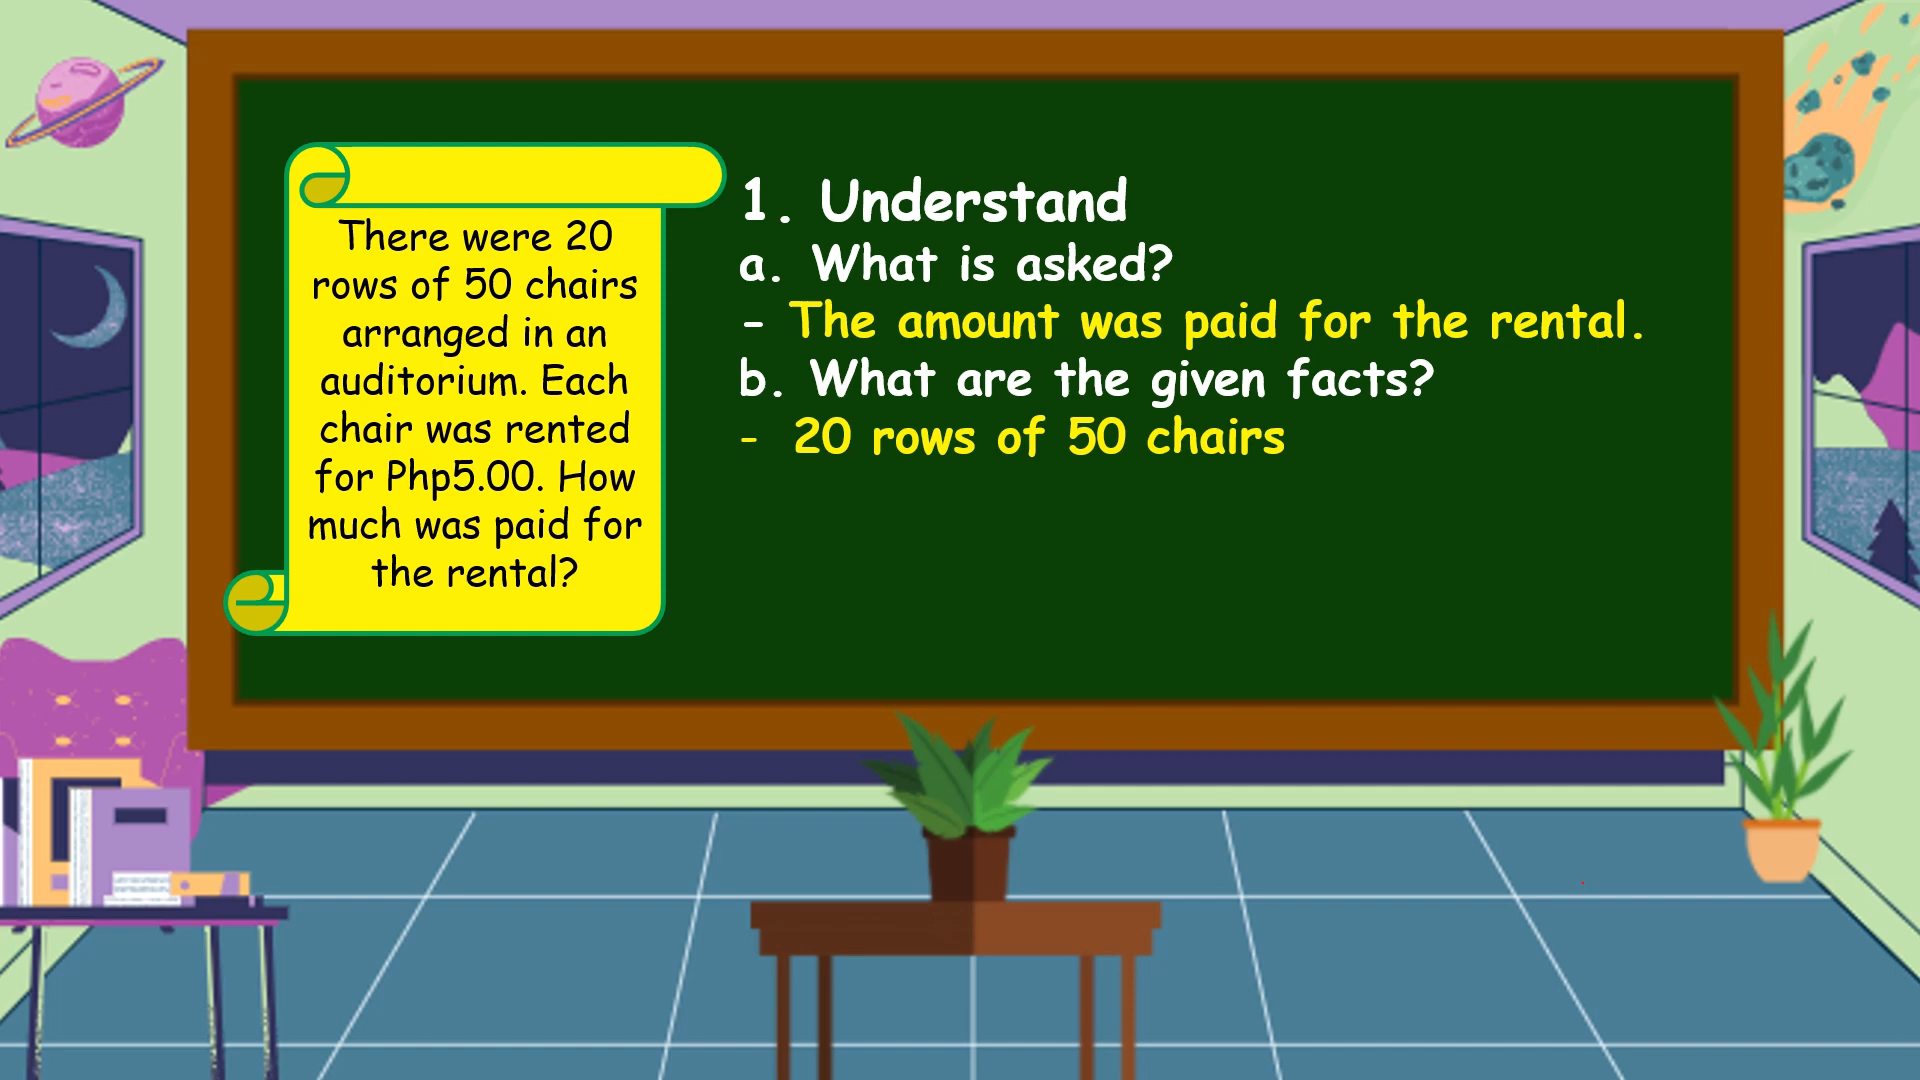 There were 20
rows of 50 chairs
arranged in an
auditorium. Each
chair was rented
for Php5.00. How
much was paid for
the rental?
1. Understand
a. What is asked?
- The amount was paid for the rental.
b. What are the given facts?
- 20 rows of 50 chairs